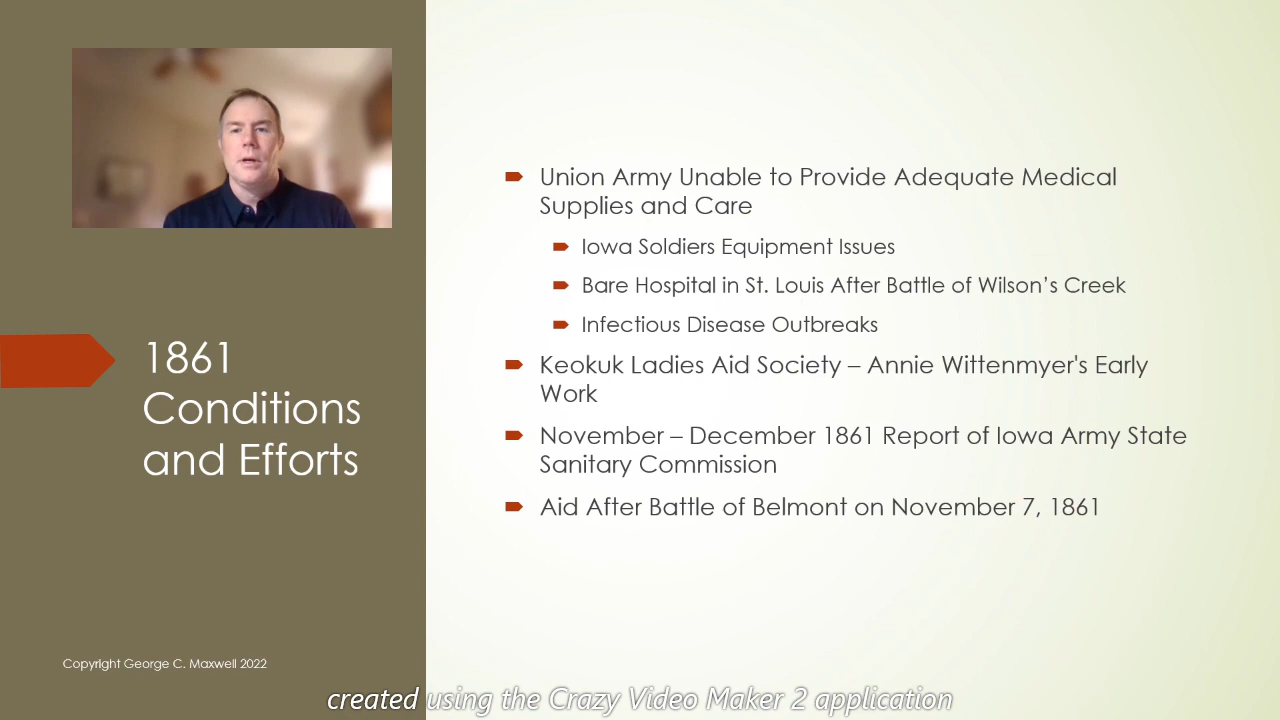 1861
Conditions
and Efforts
Union Army Unable to Provide Adequate Medical
Supplies and Care
Iowa Soldiers Equipment Issues
Bare Hospital in St. Louis After Battle of Wilson’s Creek
Infectious Disease Outbreaks
Keokuk Ladies Aid Society – Annie Wittenmyer's Early
Work
November – December 1861 Report of Iowa Army State
Sanitary Commission
Aid After Battle of Belmont on November 7, 1861
Copyright George C. Maxwell 2022
created using the Crazy Video Maker 2 application